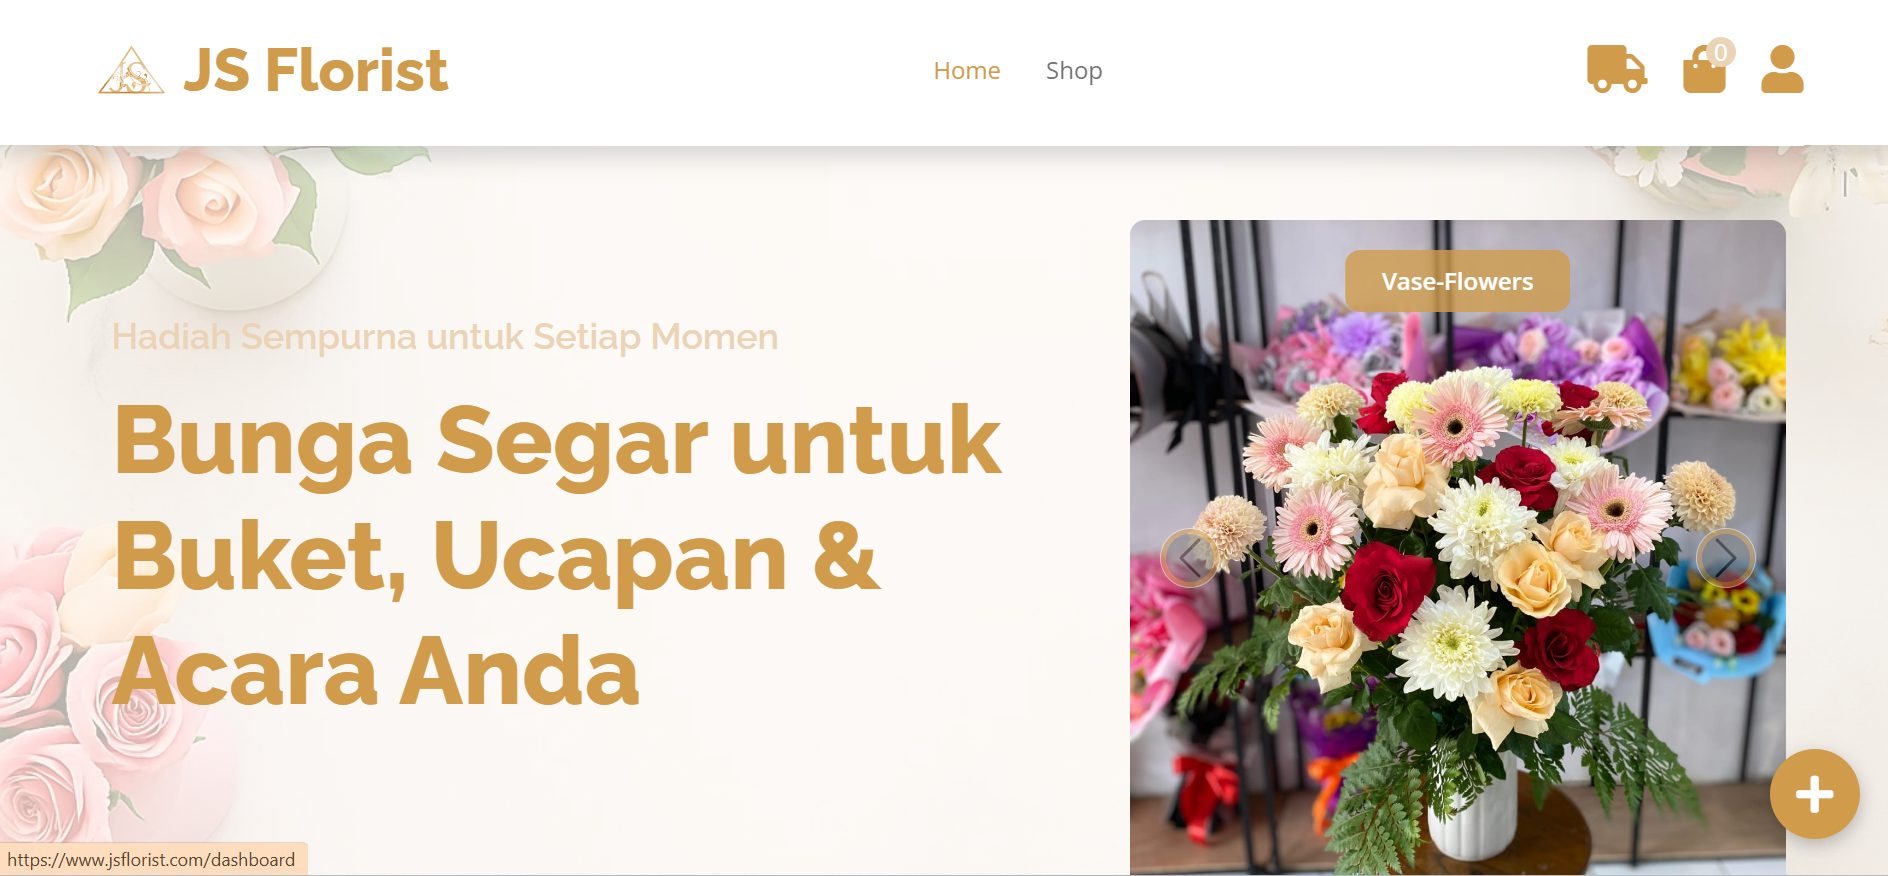 JS
JS Florist
Home
Shop
0
Vase-Flowers
Hadiah Sempurna untuk Setiap Momen
Bunga Segar untuk
Buket, Ucapan &
Acara Anda
https://www.jsflorist.com/dashboard